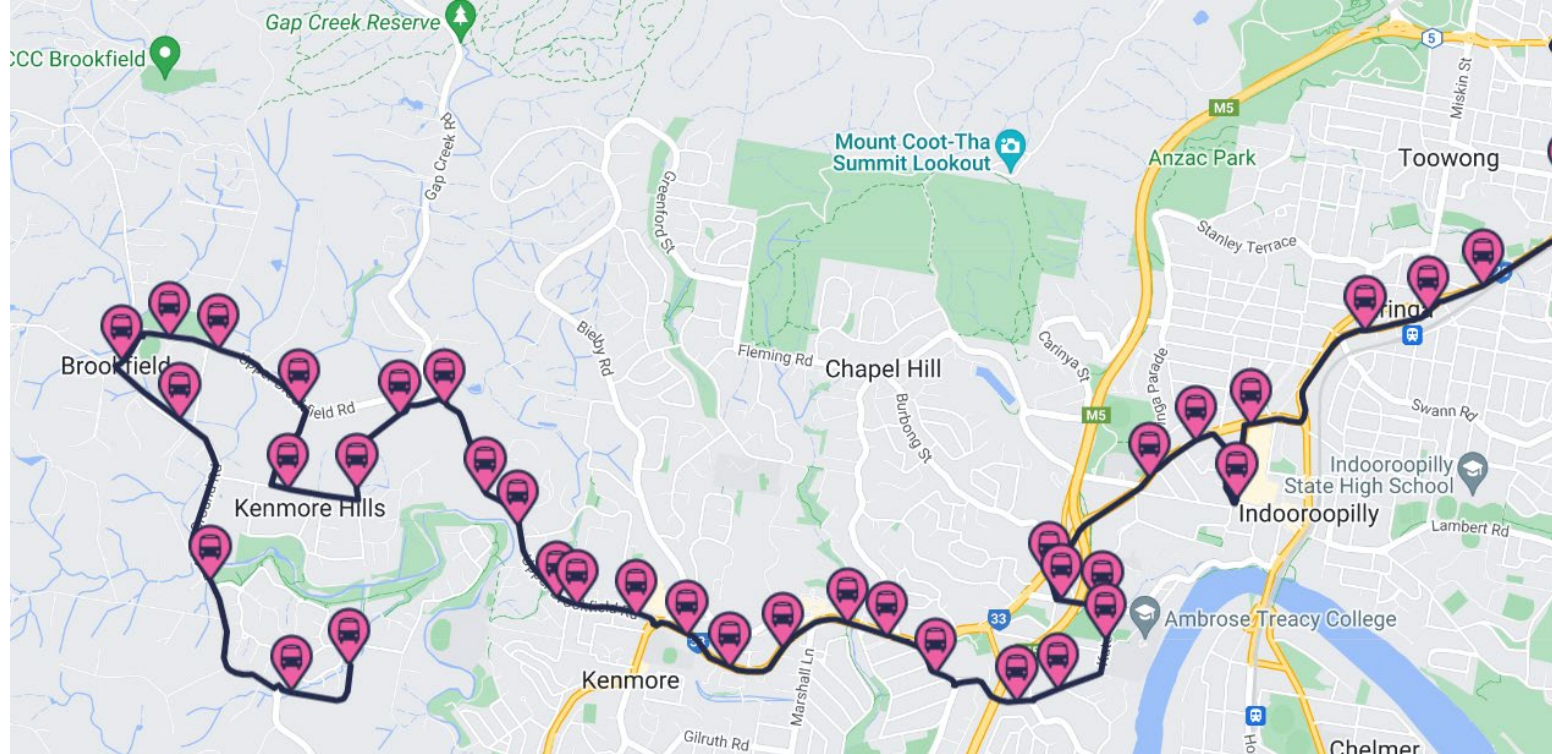 Gap Creek Reserve
CCC Brookfield
5
Miskin St
M5
Mount Coot-Tha
Summit Lookout
Anzac Park
Toowong
Gap Creek Rd
Greenford St
Stanley Terrace
Bielby Rd
Fleming Rd
Chapel Hill
Carinya St
Brookfield
M5
Swann Rd
Burbong St
Indooroopilly
State High School
Kenmore Hills
Indooroopilly
Lambert Rd
33
Ambrose Treacy College
33
Kenmore
Marshall Ln
Gilruth Rd
Chelmer